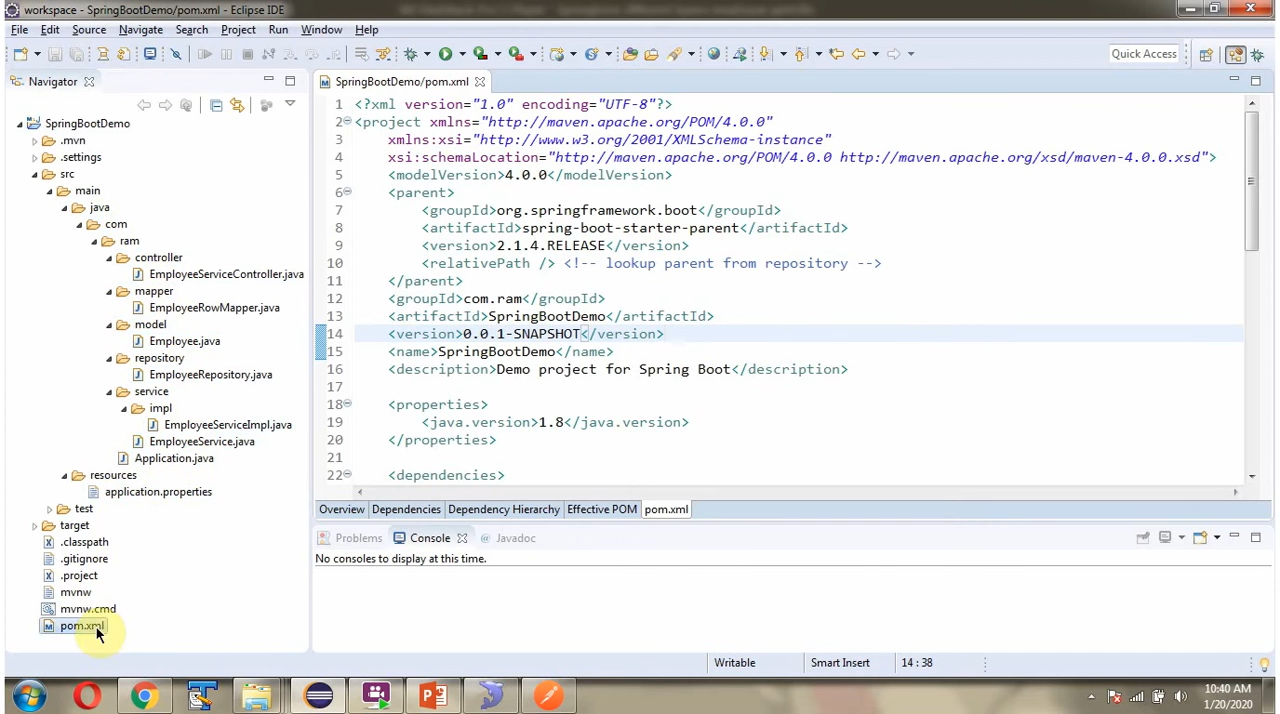 workspace - SpringBootDemo/pom.xml - Eclipse IDE
File Edit Source Navigate Search Project Run Window Help
Quick Access
Navigator
SpringBootDemo
.mvn
.settings
src
main
java
com
ram
controller
EmployeeServiceController.java
mapper
EmployeeRowMapper.java
model
Employee.java
repository
EmployeeRepository.java
service
impl
EmployeeServiceImpl.java
EmployeeService.java
Application.java
resources
application.properties
test
target
.classpath
.gitignore
.project
mvnw
mvnw.cmd
pom.xml
SpringBootDemo/pom.xml
1 <?xml version="1.0" encoding="UTF-8"?>
2 <project xmlns="http://maven.apache.org/POM/4.0.0"
3 xmlns:xsi="http://www.w3.org/2001/XMLSchema-instance"
4 xsi:schemaLocation="http://maven.apache.org/POM/4.0.0 http://maven.apache.org/xsd/maven-4.0.0.xsd">
5 <modelVersion>4.0.0</modelVersion>
6 <parent>
7 <groupId>org.springframework.boot</groupId>
8 <artifactId>spring-boot-starter-parent</artifactId>
9 <version>2.1.4.RELEASE</version>
10 <relativePath /> <!-- lookup parent from repository -->
11 </parent>
12 <groupId>com.ram</groupId>
13 <artifactId>SpringBootDemo</artifactId>
14 <version>0.0.1-SNAPSHOT</version>
15 <name>SpringBootDemo</name>
16 <description>Demo project for Spring Boot</description>
17
18 <properties>
19 <java.version>1.8</java.version>
20 </properties>
21
22 <dependencies>
Overview Dependencies Dependency Hierarchy Effective POM pom.xml
Problems Console Javadoc
No consoles to display at this time.
Writable Smart Insert 14 : 38
10:40 AM
1/20/2020